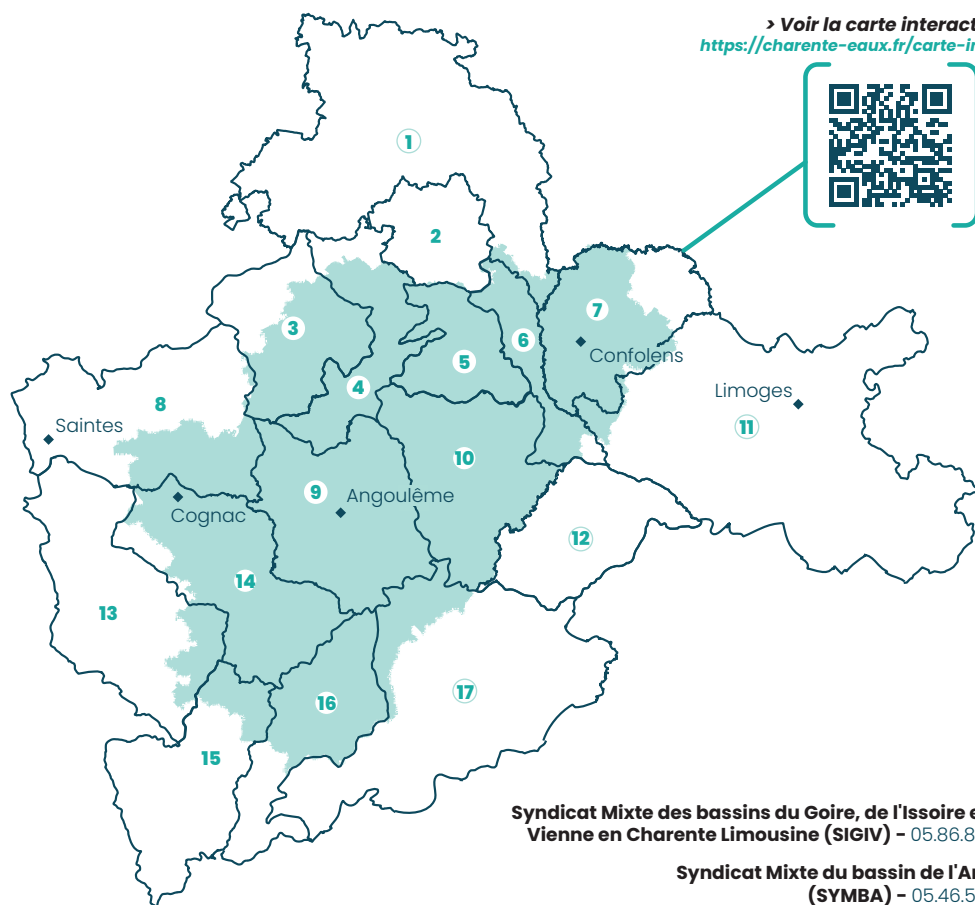 > Voir la carte interact
https://charente-eaux.fr/carte-in
1
2
3
4
5
6
7
Confolens
8
Saintes
Limoges
11
10
9
Angoulême
Cognac
12
14
13
16
17
15
Syndicat Mixte des bassins du Goire, de l'Issoire e
Vienne en Charente Limousine (SIGIV) - 05.86.8
Syndicat Mixte du bassin de l'A
(SYMBA) - 05.46.5